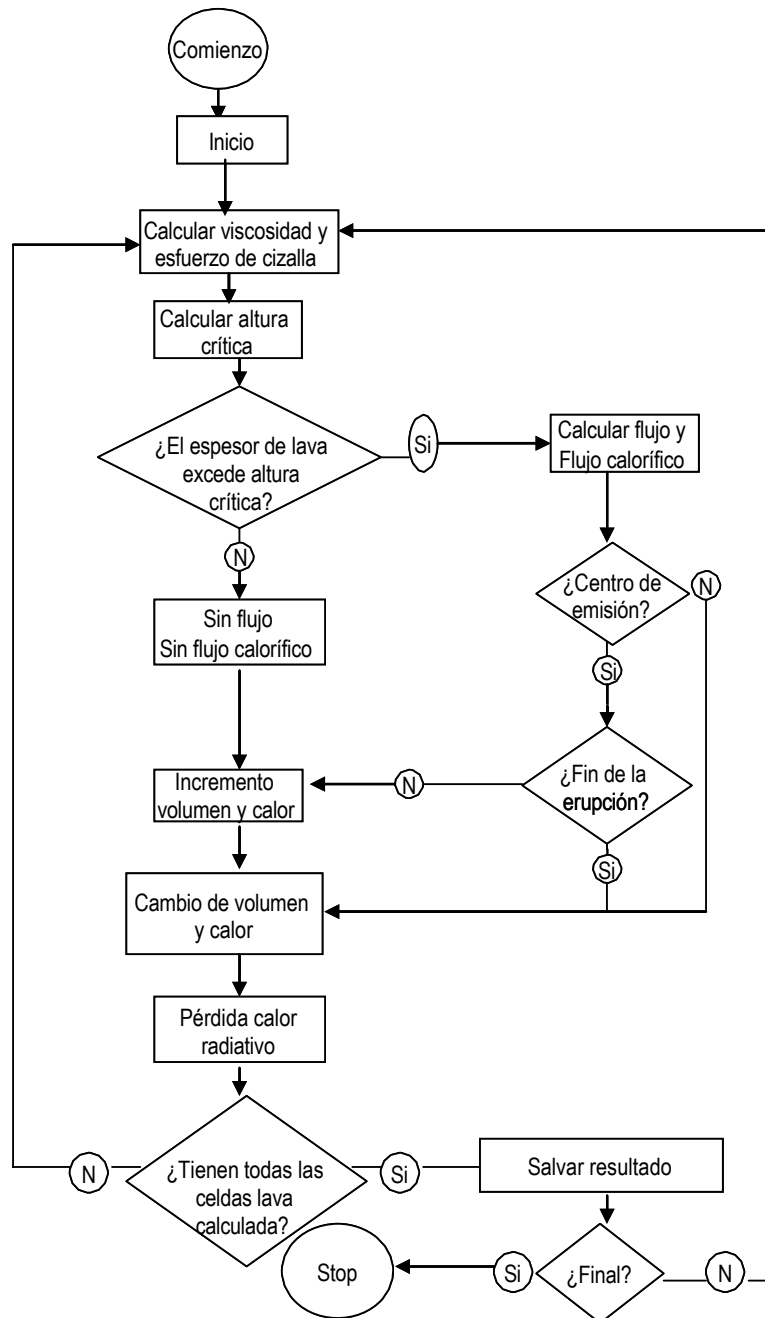 Comienzo
Inicio
Calcular viscosidad y
esfuerzo de cizalla
Calcular altura
crítica
¿El espesor de lava
excede altura
crítica?
Si
Calcular flujo y
Flujo calorífico
N
¿Centro de
emisión?
N
Sin flujo
Sin flujo calorífico
Si
¿Fin de la
erupción?
N
Incremento
volumen y calor
Si
Cambio de volumen
y calor
Pérdida calor
radiativo
¿Tienen todas las
celdas lava
calculada?
N
Si
Salvar resultado
¿Final?
Si
N
Stop